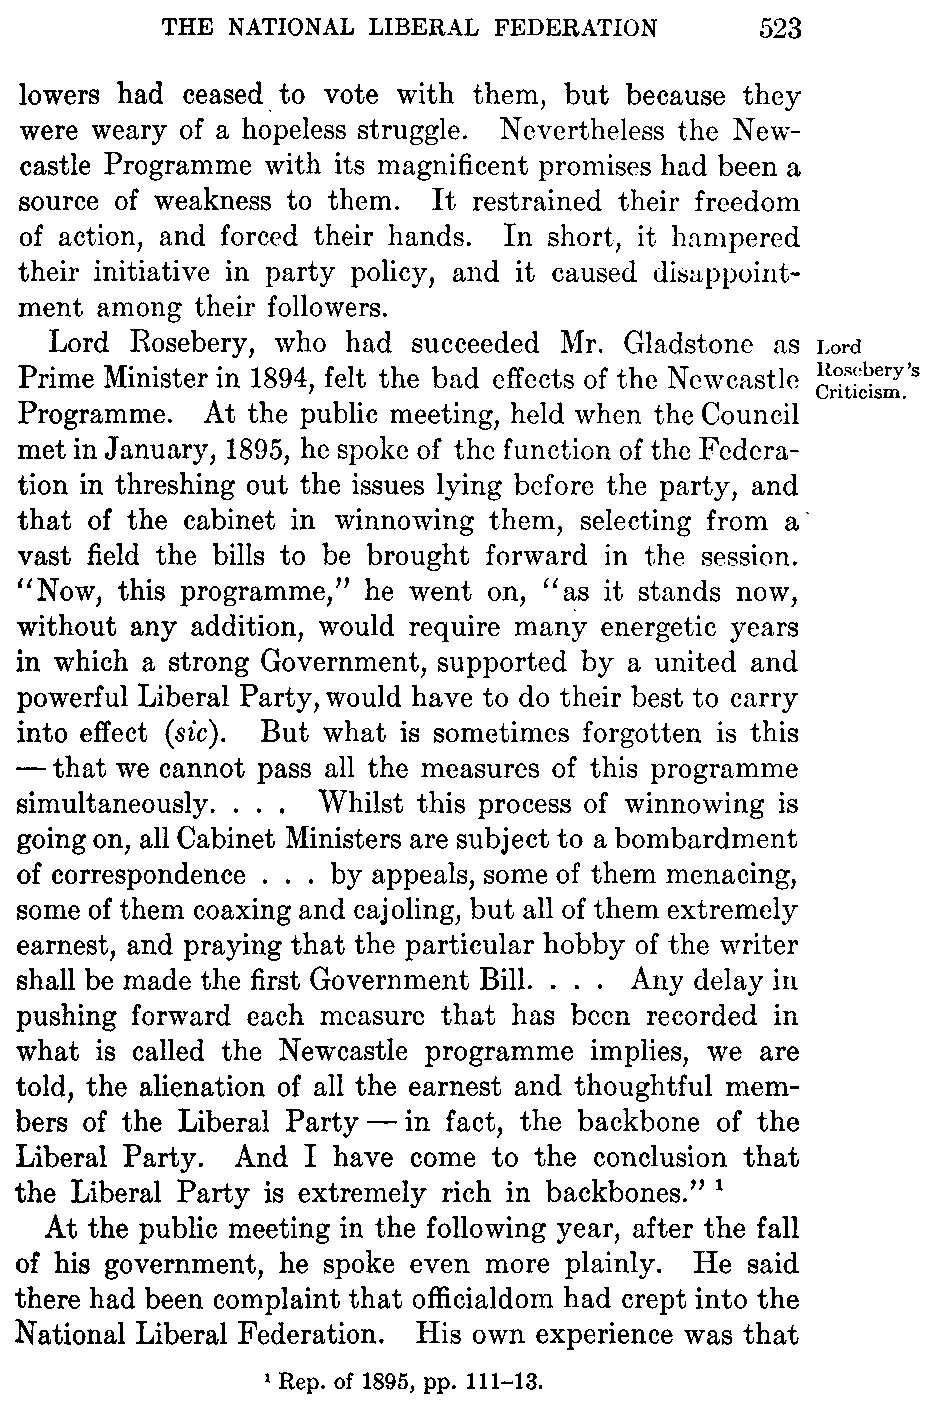 THE NATIONAL LIBERAL FEDERATION 523
lowers had ceased to vote with them, but because they
were weary of a hopeless struggle. Nevertheless the New-
castle Programme with its magnificent promises had been a
source of weakness to them. It restrained their freedom
of action, and forced their hands. In short, it hampered
their initiative in party policy, and it caused disappoint-
ment among their followers.
Lord Rosebery, who had succeeded Mr. Gladstone as
Prime Minister in 1894, felt the bad effects of the Newcastle
Programme. At the public meeting, held when the Council
met in January, 1895, he spoke of the function of the Federa-
tion in threshing out the issues lying before the party, and
that of the cabinet in winnowing them, selecting from a
vast field the bills to be brought forward in the session.
"Now, this programme," he went on, "as it stands now,
without any addition, would require many energetic years
in which a strong Government, supported by a united and
powerful Liberal Party, would have to do their best to carry
into effect (sic). But what is sometimes forgotten is this
— that we cannot pass all the measures of this programme
simultaneously. . . . Whilst this process of winnowing is
going on, all Cabinet Ministers are subject to a bombardment
of correspondence . . . by appeals, some of them menacing,
some of them coaxing and cajoling, but all of them extremely
earnest, and praying that the particular hobby of the writer
shall be made the first Government Bill. . . . Any delay in
pushing forward each measure that has been recorded in
what is called the Newcastle programme implies, we are
told, the alienation of all the earnest and thoughtful mem-
bers of the Liberal Party — in fact, the backbone of the
Liberal Party. And I have come to the conclusion that
the Liberal Party is extremely rich in backbones." ¹
At the public meeting in the following year, after the fall
of his government, he spoke even more plainly. He said
there had been complaint that officialdom had crept into the
National Liberal Federation. His own experience was that
Lord
Rosebery's
Criticism.
¹ Rep. of 1895, pp. 111–13.